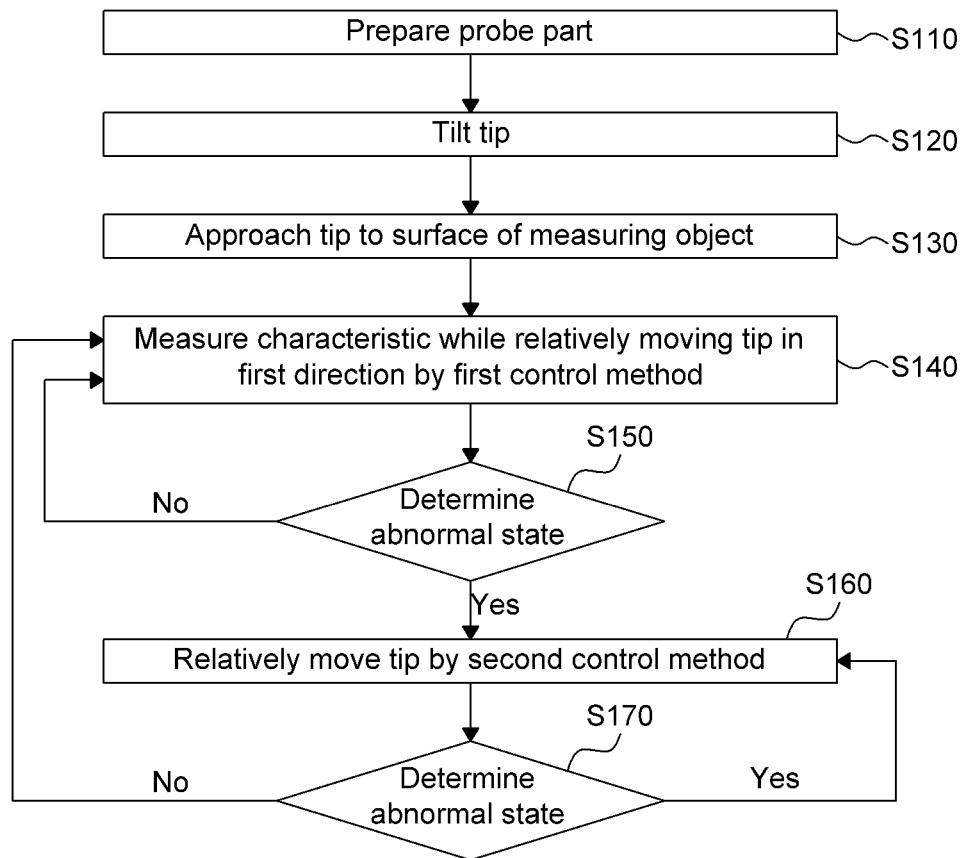 Prepare probe part
S110
Tilt tip
S120
Approach tip to surface of measuring object
S130
Measure characteristic while relatively moving tip in
first direction by first control method
S140
S150
Determine
abnormal state
No
Yes
S160
Relatively move tip by second control method
S170
Determine
abnormal state
No
Yes